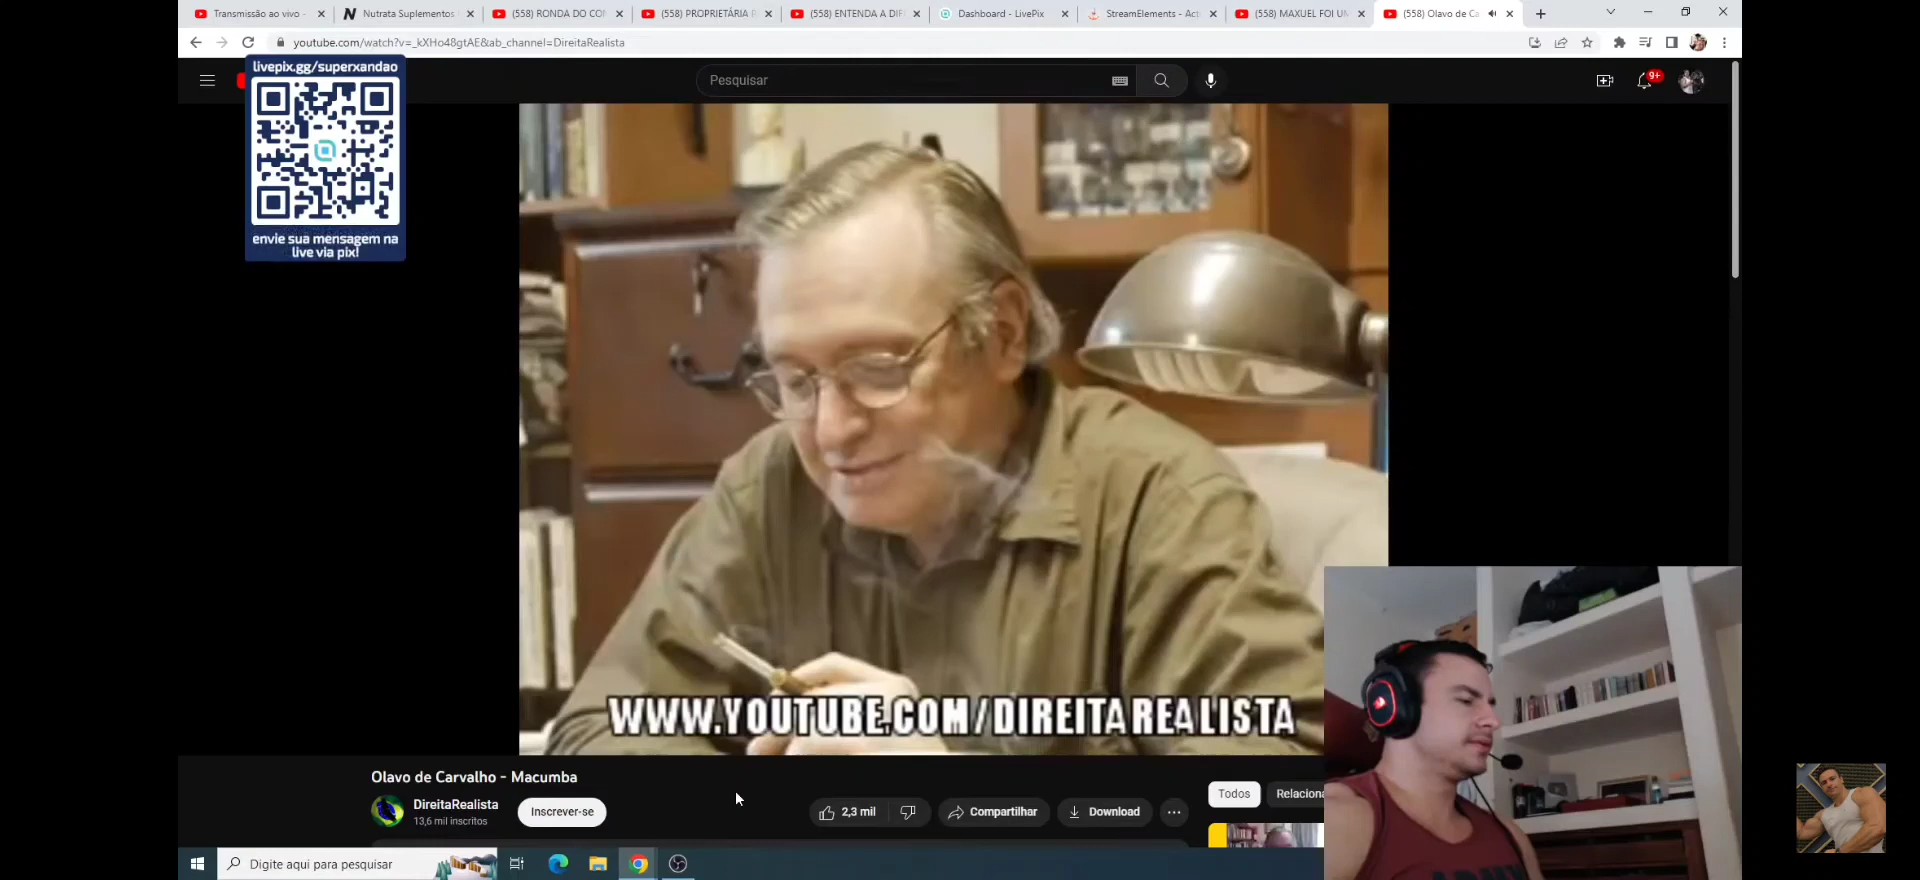 Transmissão ao vivo -
Nutrata Suplementos
(558) RONDA DO CO
(558) PROPRIETÁRIA
(558) ENTENDA A DI
Dashboard - LivePix
StreamElements - Act
(558) MAXUEL FOI UM
(558) Olavo de Ca
youtube.com/watch?v=_kXHo48gtAE&ab_channel=DireitaRealista
livepix.gg/superxandao
envie sua mensagem na
live via pix!
Pesquisar
9+
WWW.YOUTUBE.COM/DIREITAREALISTA
Olavo de Carvalho - Macumba
DireitaRealista
13,6 mil inscritos
Inscrever-se
2,3 mil
Compartilhar
Download
Todos
Relaciona
Digite aqui para pesquisar